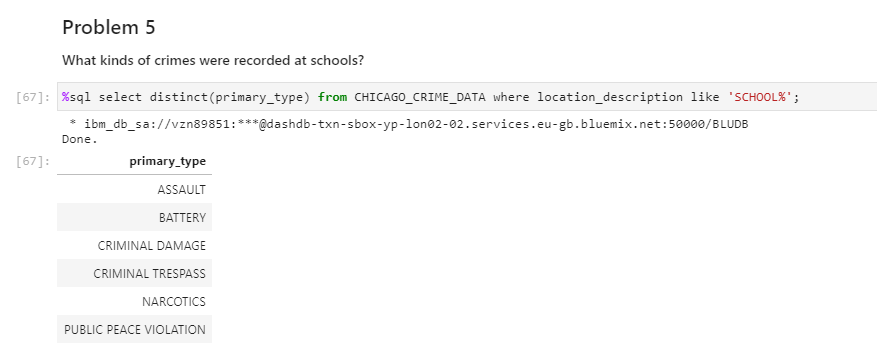 Problem 5
What kinds of crimes were recorded at schools?
[67]: %sql select distinct(primary_type) from CHICAGO_CRIME_DATA where location_description like 'SCHOOL%';
* ibm_db_sa://vzn89851:***@dashdb-txn-sbox-yp-lon02-02.services.eu-gb.bluemix.net:50000/BLUDB
Done.
[67]: primary_type
ASSAULT
BATTERY
CRIMINAL DAMAGE
CRIMINAL TRESPASS
NARCOTICS
PUBLIC PEACE VIOLATION